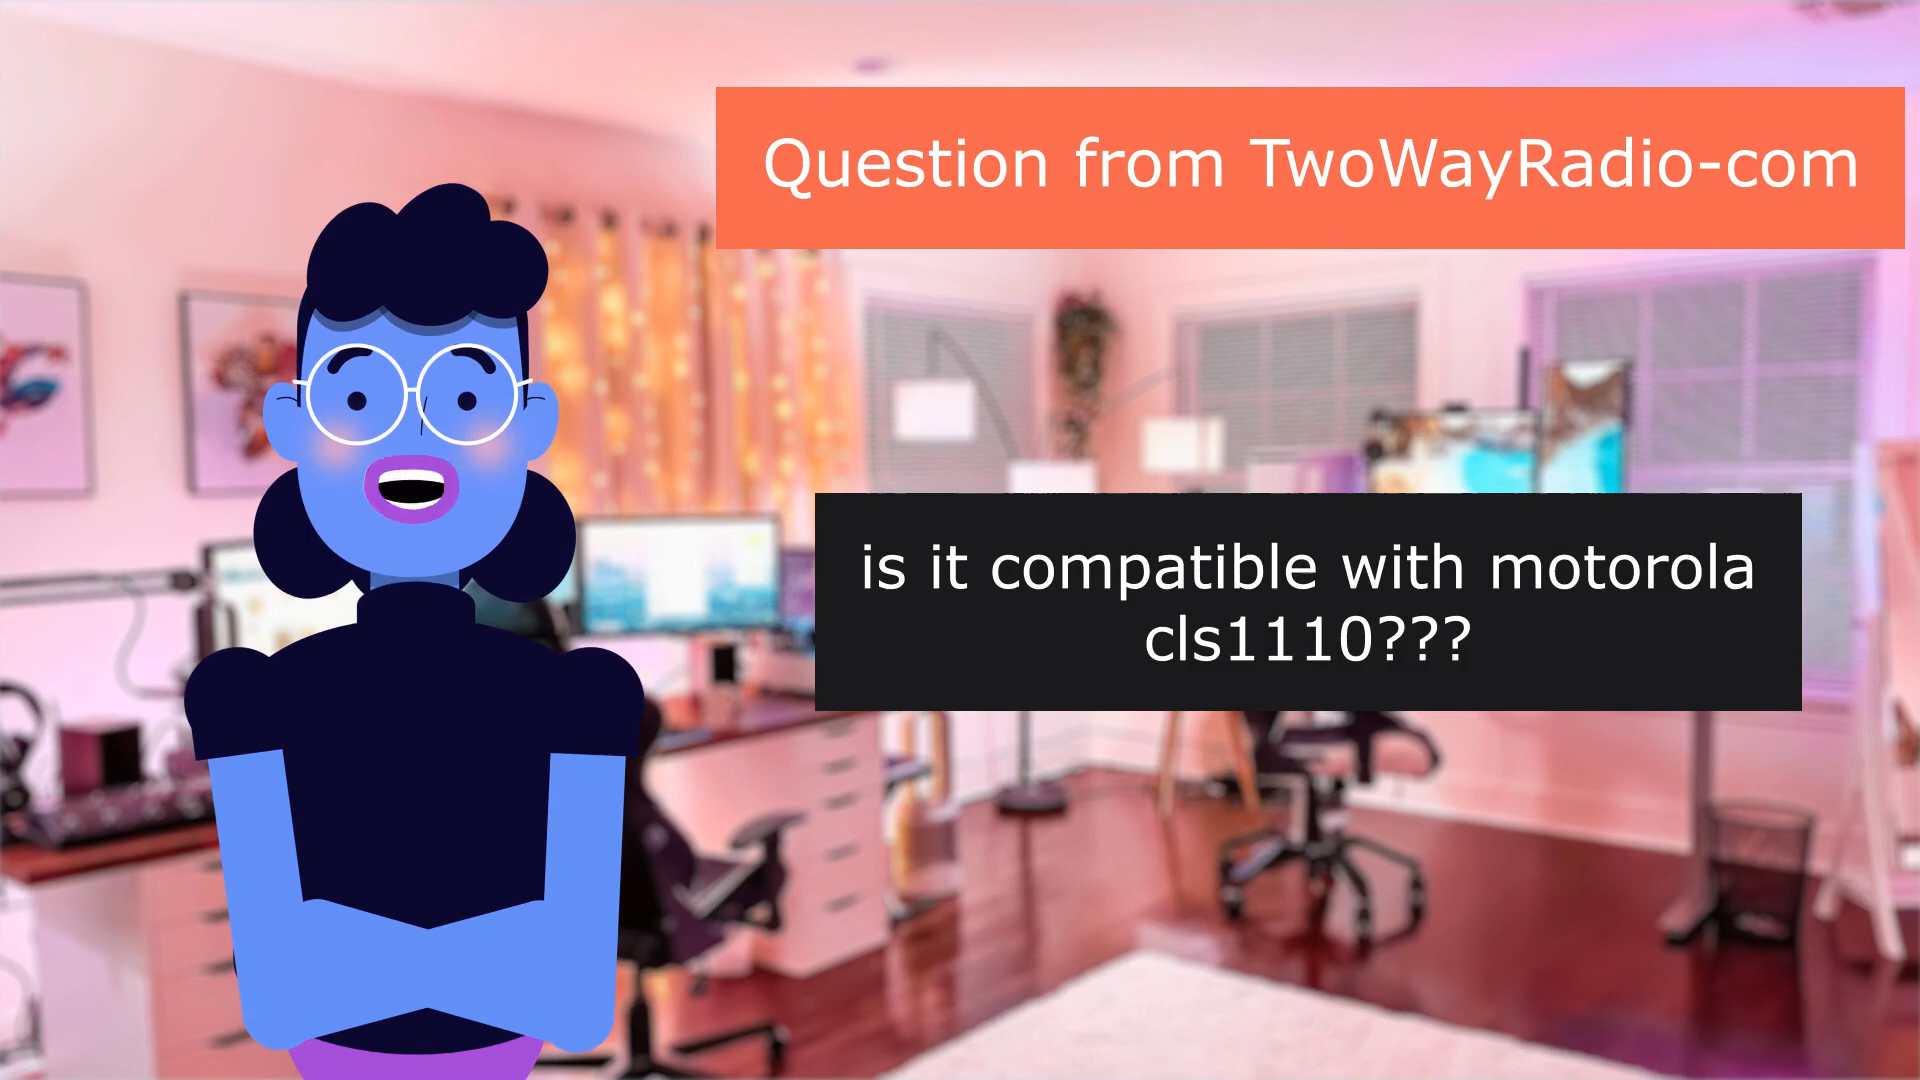 Question from TwoWayRadio-com
is it compatible with motorola
cls1110???